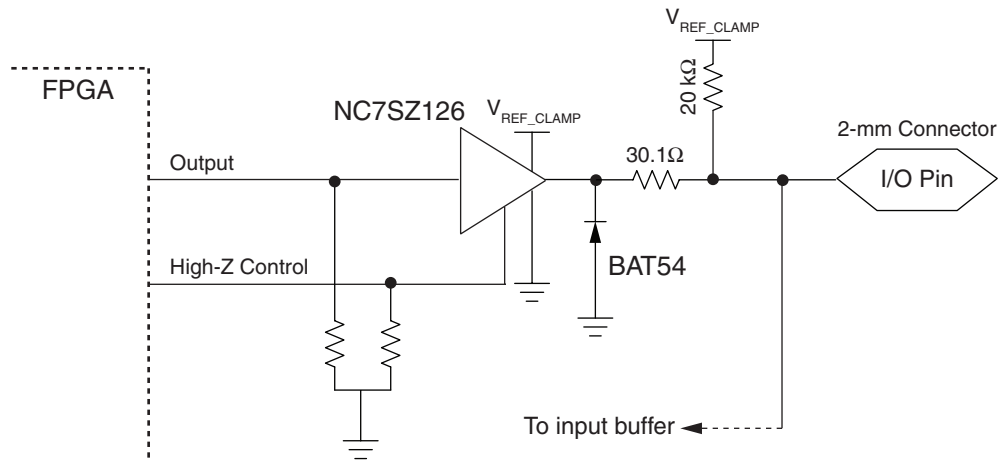 V_REF_CLAMP
FPGA
20 kΩ
NC7SZ126
V_REF_CLAMP
2-mm Connector
Output
30.1Ω
I/O Pin
High-Z Control
BAT54
To input buffer